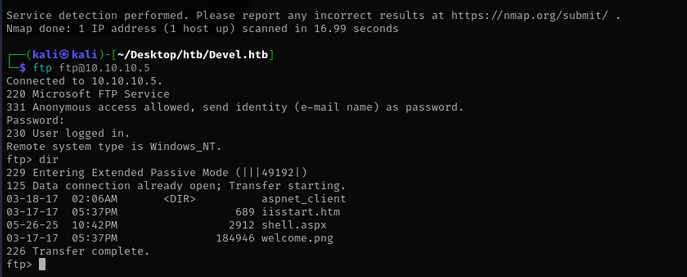 Service detection performed. Please report any incorrect results at https://nmap.org/submit/ .
Nmap done: 1 IP address (1 host up) scanned in 16.99 seconds
┌──(kali㉿kali)-[~/Desktop/htb/Devel.htb]
└─$ ftp ftp@10.10.10.5
Connected to 10.10.10.5.
220 Microsoft FTP Service
331 Anonymous access allowed, send identity (e-mail name) as password.
Password:
230 User logged in.
Remote system type is Windows_NT.
ftp> dir
229 Entering Extended Passive Mode (|||49192|)
125 Data connection already open; Transfer starting.
03-18-17  02:06AM       <DIR>          aspnet_client
03-17-17  05:37PM                  689 iisstart.htm
05-26-25  10:42PM                 2912 shell.aspx
03-17-17  05:37PM               184946 welcome.png
226 Transfer complete.
ftp>